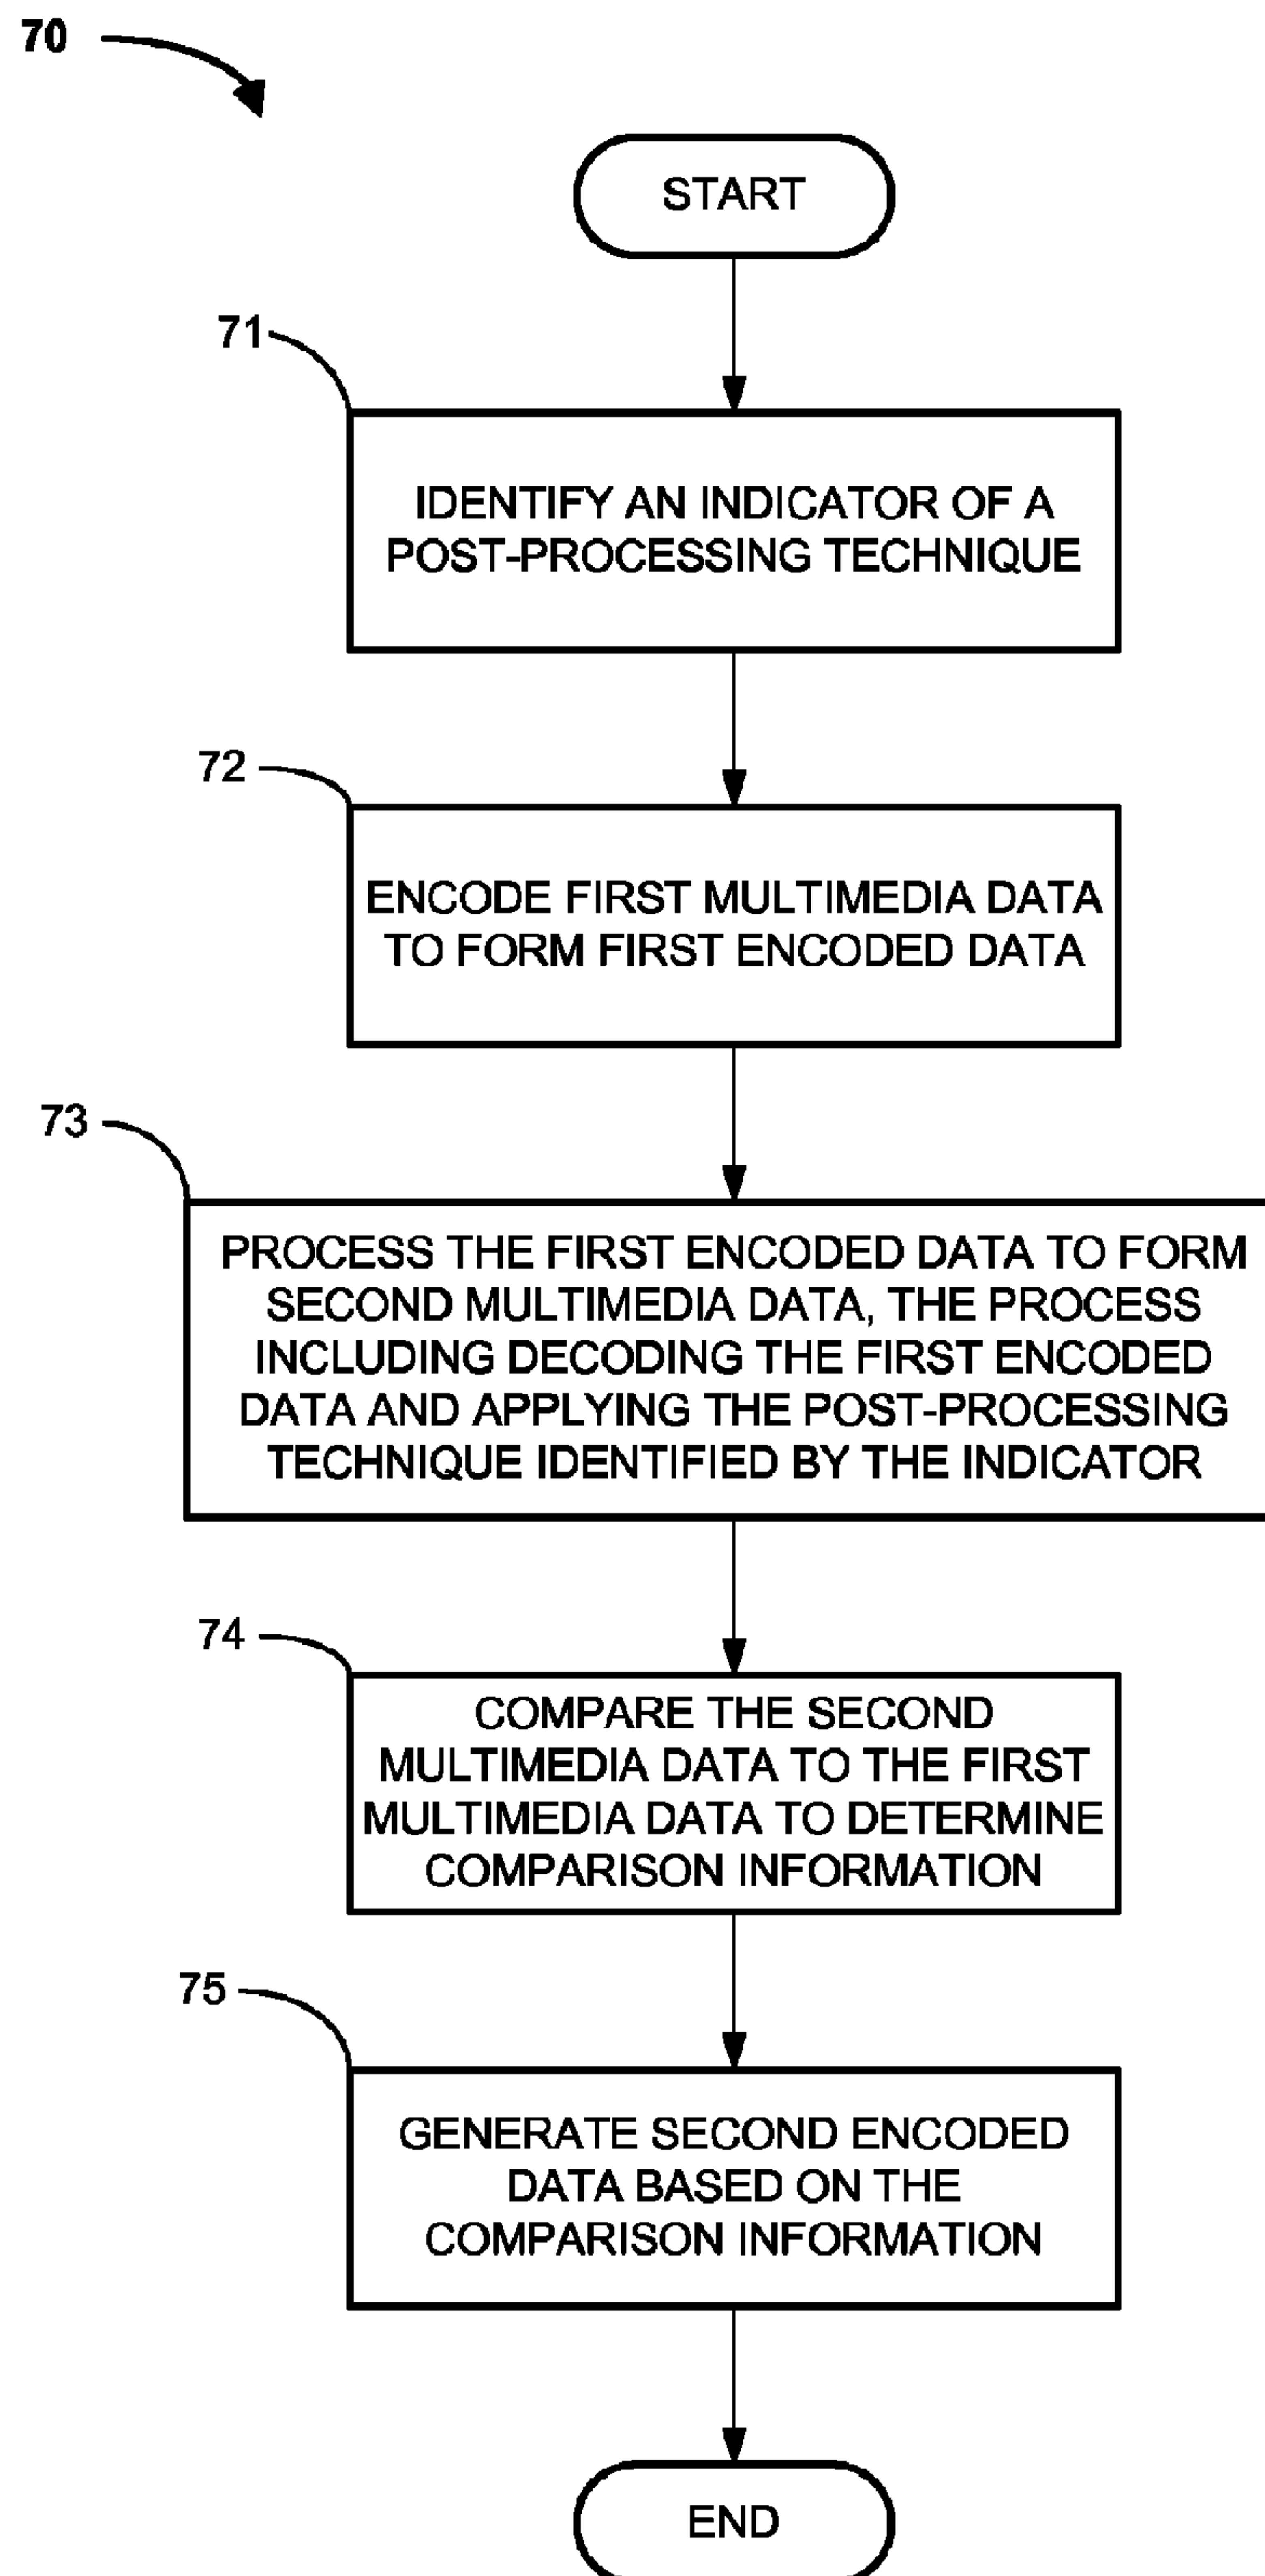 70
START
71
IDENTIFY AN INDICATOR OF A
POST-PROCESSING TECHNIQUE
72
ENCODE FIRST MULTIMEDIA DATA
TO FORM FIRST ENCODED DATA
73
PROCESS THE FIRST ENCODED DATA TO FORM
SECOND MULTIMEDIA DATA, THE PROCESS
INCLUDING DECODING THE FIRST ENCODED
DATA AND APPLYING THE POST-PROCESSING
TECHNIQUE IDENTIFIED BY THE INDICATOR
74
COMPARE THE SECOND
MULTIMEDIA DATA TO THE FIRST
MULTIMEDIA DATA TO DETERMINE
COMPARISON INFORMATION
75
GENERATE SECOND ENCODED
DATA BASED ON THE
COMPARISON INFORMATION
END